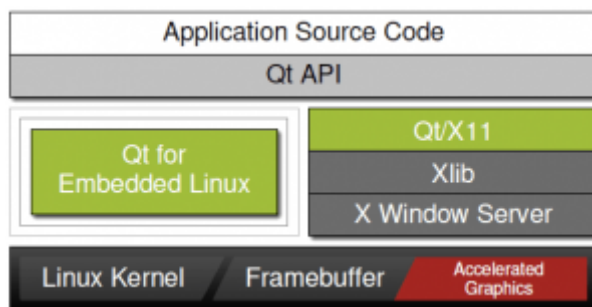 Application Source Code
Qt API
Qt for
Embedded Linux
Qt/X11
Xlib
X Window Server
Linux Kernel
Framebuffer
Accelerated
Graphics